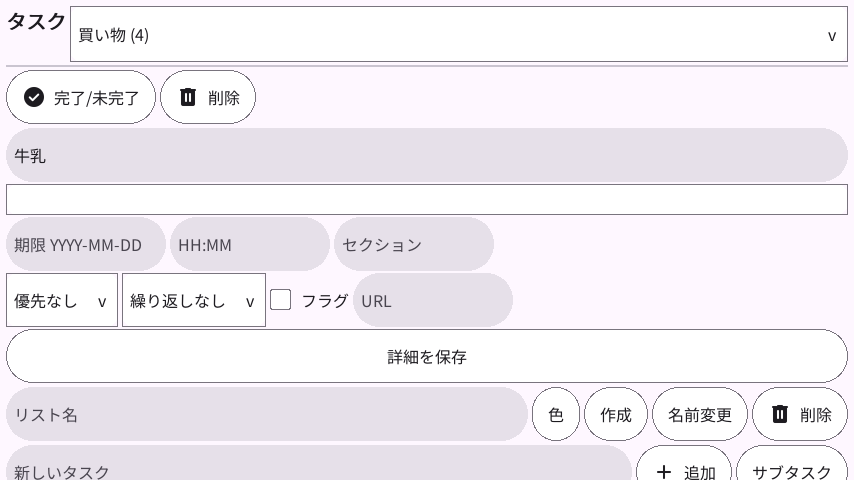 タスク 買い物 (4) v
完了/未完了 削除
牛乳
期限 YYYY-MM-DD HH:MM セクション
優先なし v 繰り返しなし v フラグ URL
詳細を保存
リスト名 色 作成 名前変更 削除
新しいタスク 追加 サブタスク